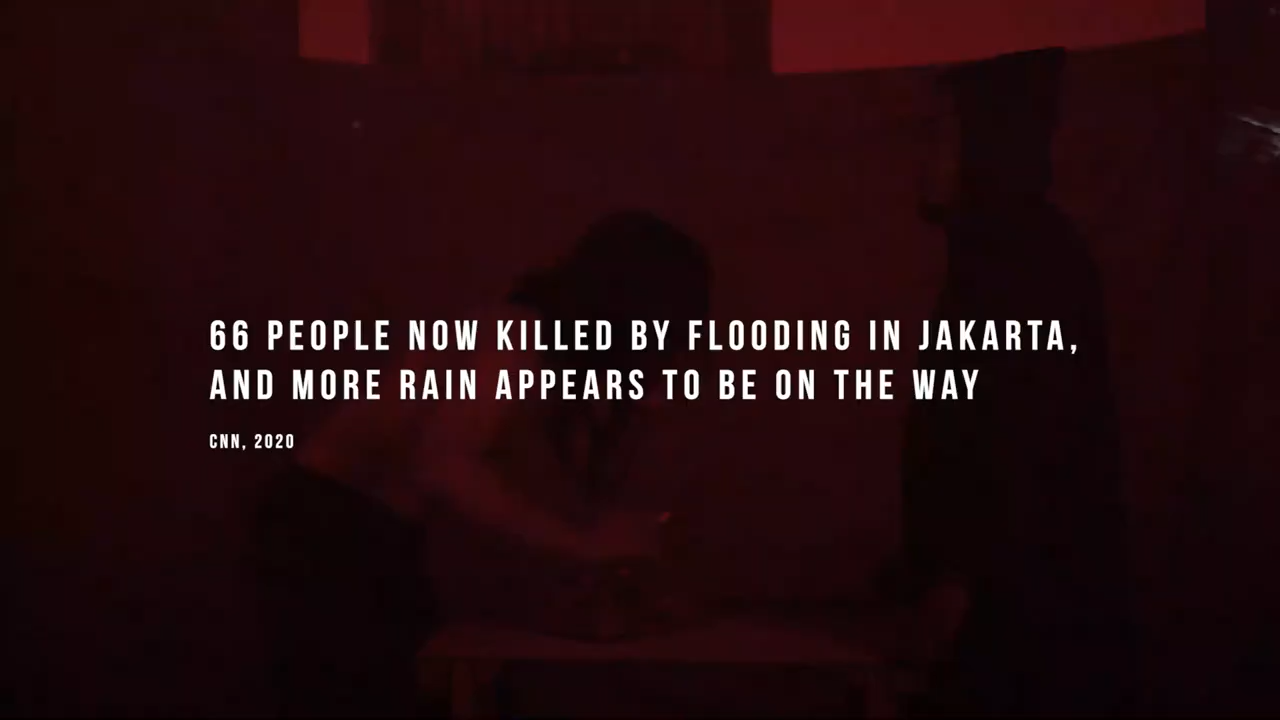 66 PEOPLE NOW KILLED BY FLOODING IN JAKARTA,
AND MORE RAIN APPEARS TO BE ON THE WAY
CNN, 2020